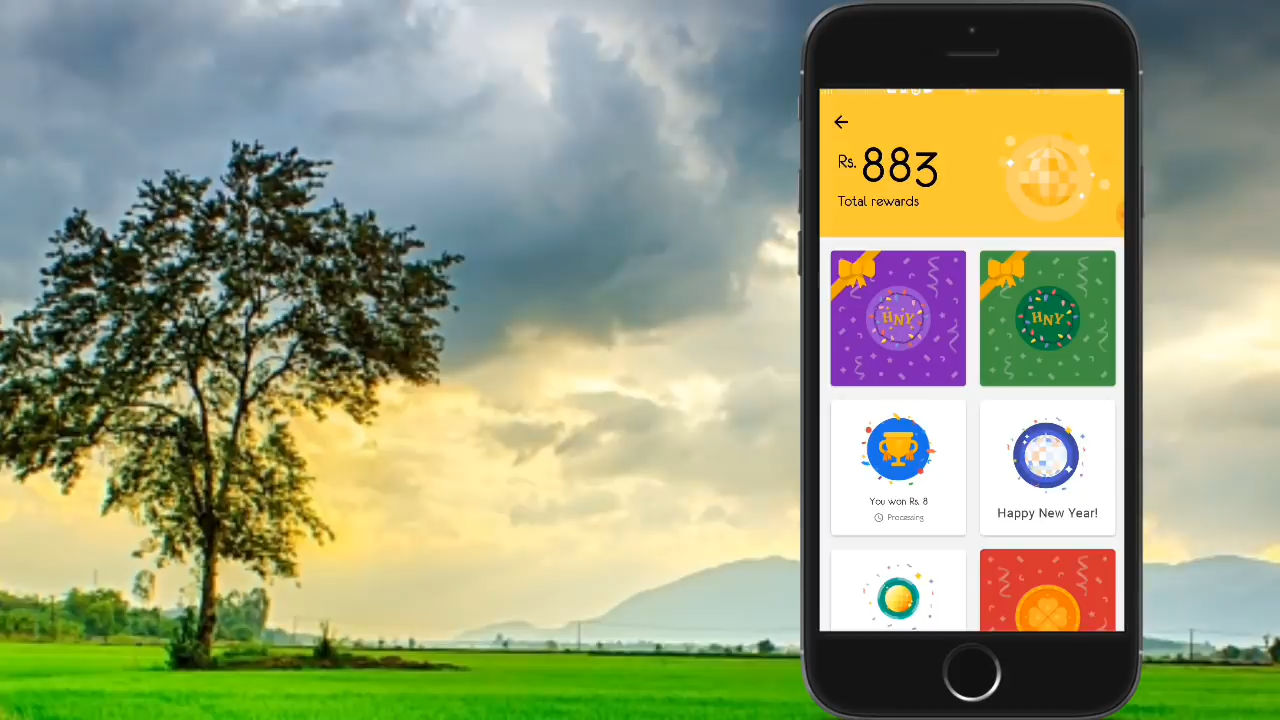 Rs. 883
Total rewards
HNY
HNY
You won Rs. 8
Processing
Happy New Year!